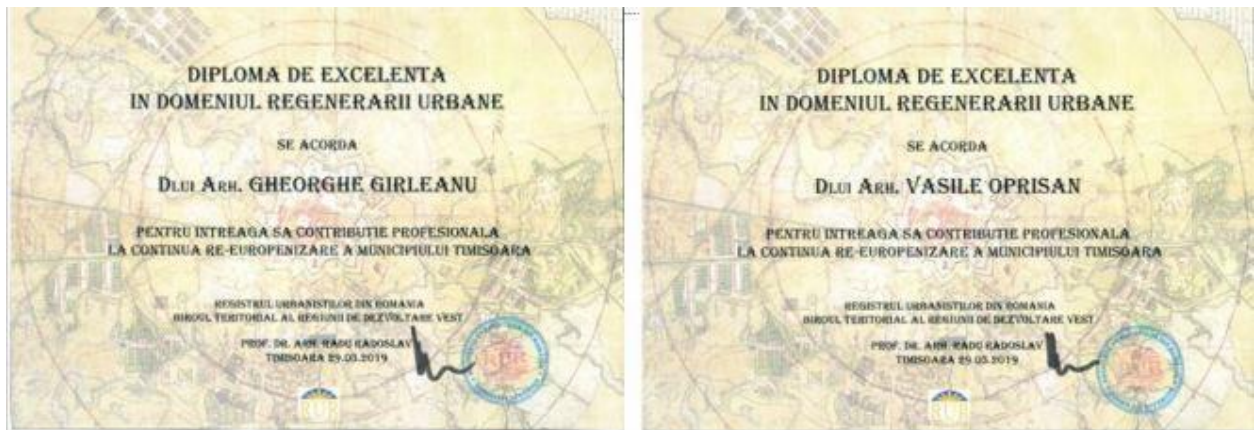 DIPLOMA DE EXCELENTA
IN DOMENIUL REGENERARII URBANE
SE ACORDA
DLUI ARH. GHEORGHE GIRLEANU
PENTRU INTREAGA SA CONTRIBUTIE PROFESIONALA
LA CONTINUA RE-EUROPENIZARE A MUNICIPIULUI TIMISOARA
REGISTRUL URBANISTILOR DIN ROMANIA
BIROUL TERITORIAL AL REGIUNII DE DEZVOLTARE VEST
PROF. DR. ARH. RADU RADOSLAV
TIMISOARA 29.03.2019
RUR
DIPLOMA DE EXCELENTA
IN DOMENIUL REGENERARII URBANE
SE ACORDA
DLUI ARH. VASILE OPRISAN
PENTRU INTREAGA SA CONTRIBUTIE PROFESIONALA
LA CONTINUA RE-EUROPENIZARE A MUNICIPIULUI TIMISOARA
REGISTRUL URBANISTILOR DIN ROMANIA
BIROUL TERITORIAL AL REGIUNII DE DEZVOLTARE VEST
PROF. DR. ARH. RADU RADOSLAV
TIMISOARA 29.03.2019
RUR